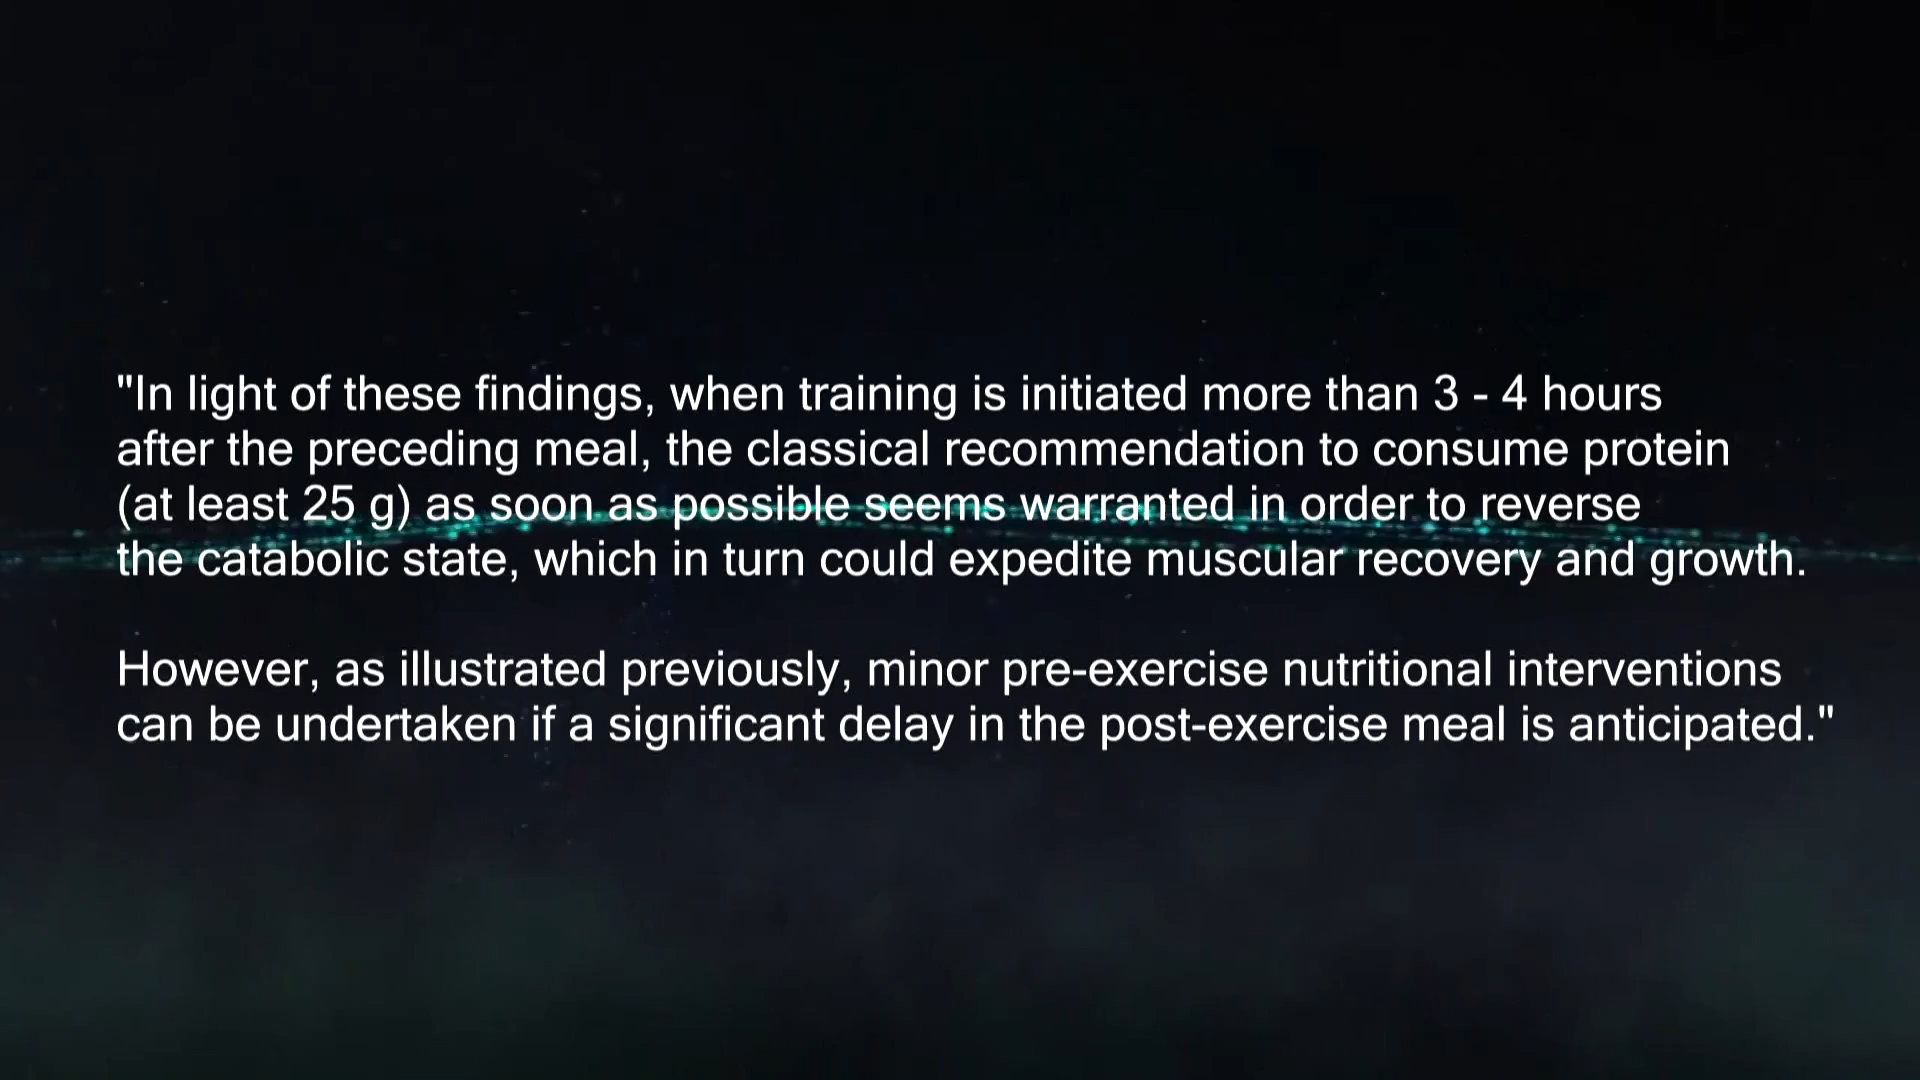 "In light of these findings, when training is initiated more than 3 - 4 hours
after the preceding meal, the classical recommendation to consume protein
(at least 25 g) as soon as possible seems warranted in order to reverse
the catabolic state, which in turn could expedite muscular recovery and growth.
However, as illustrated previously, minor pre-exercise nutritional interventions
can be undertaken if a significant delay in the post-exercise meal is anticipated."